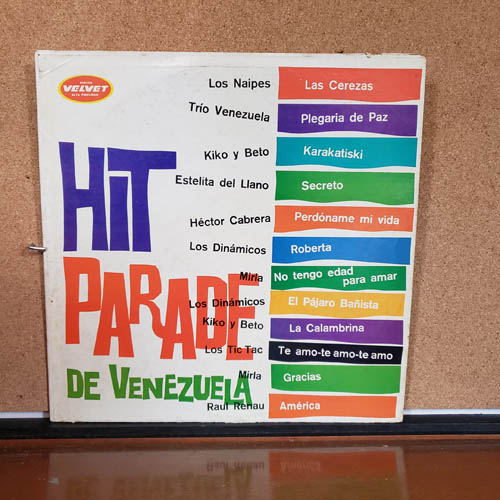 VELVET
HIT
PARADE
DE VENEZUELA
Los Naipes Las Cerezas
Trío Venezuela Plegaria de Paz
Kiko y Beto Karakatiski
Estelita del Llano Secreto
Héctor Cabrera Perdóname mi vida
Los Dinámicos Roberta
Mirla No tengo edad
para amar
Los Dinámicos El Pájaro Bañista
Kiko y Beto La Calambrina
Los Tic Tac Te amo-te amo-te amo
Mirla Gracias
Raul Renau América